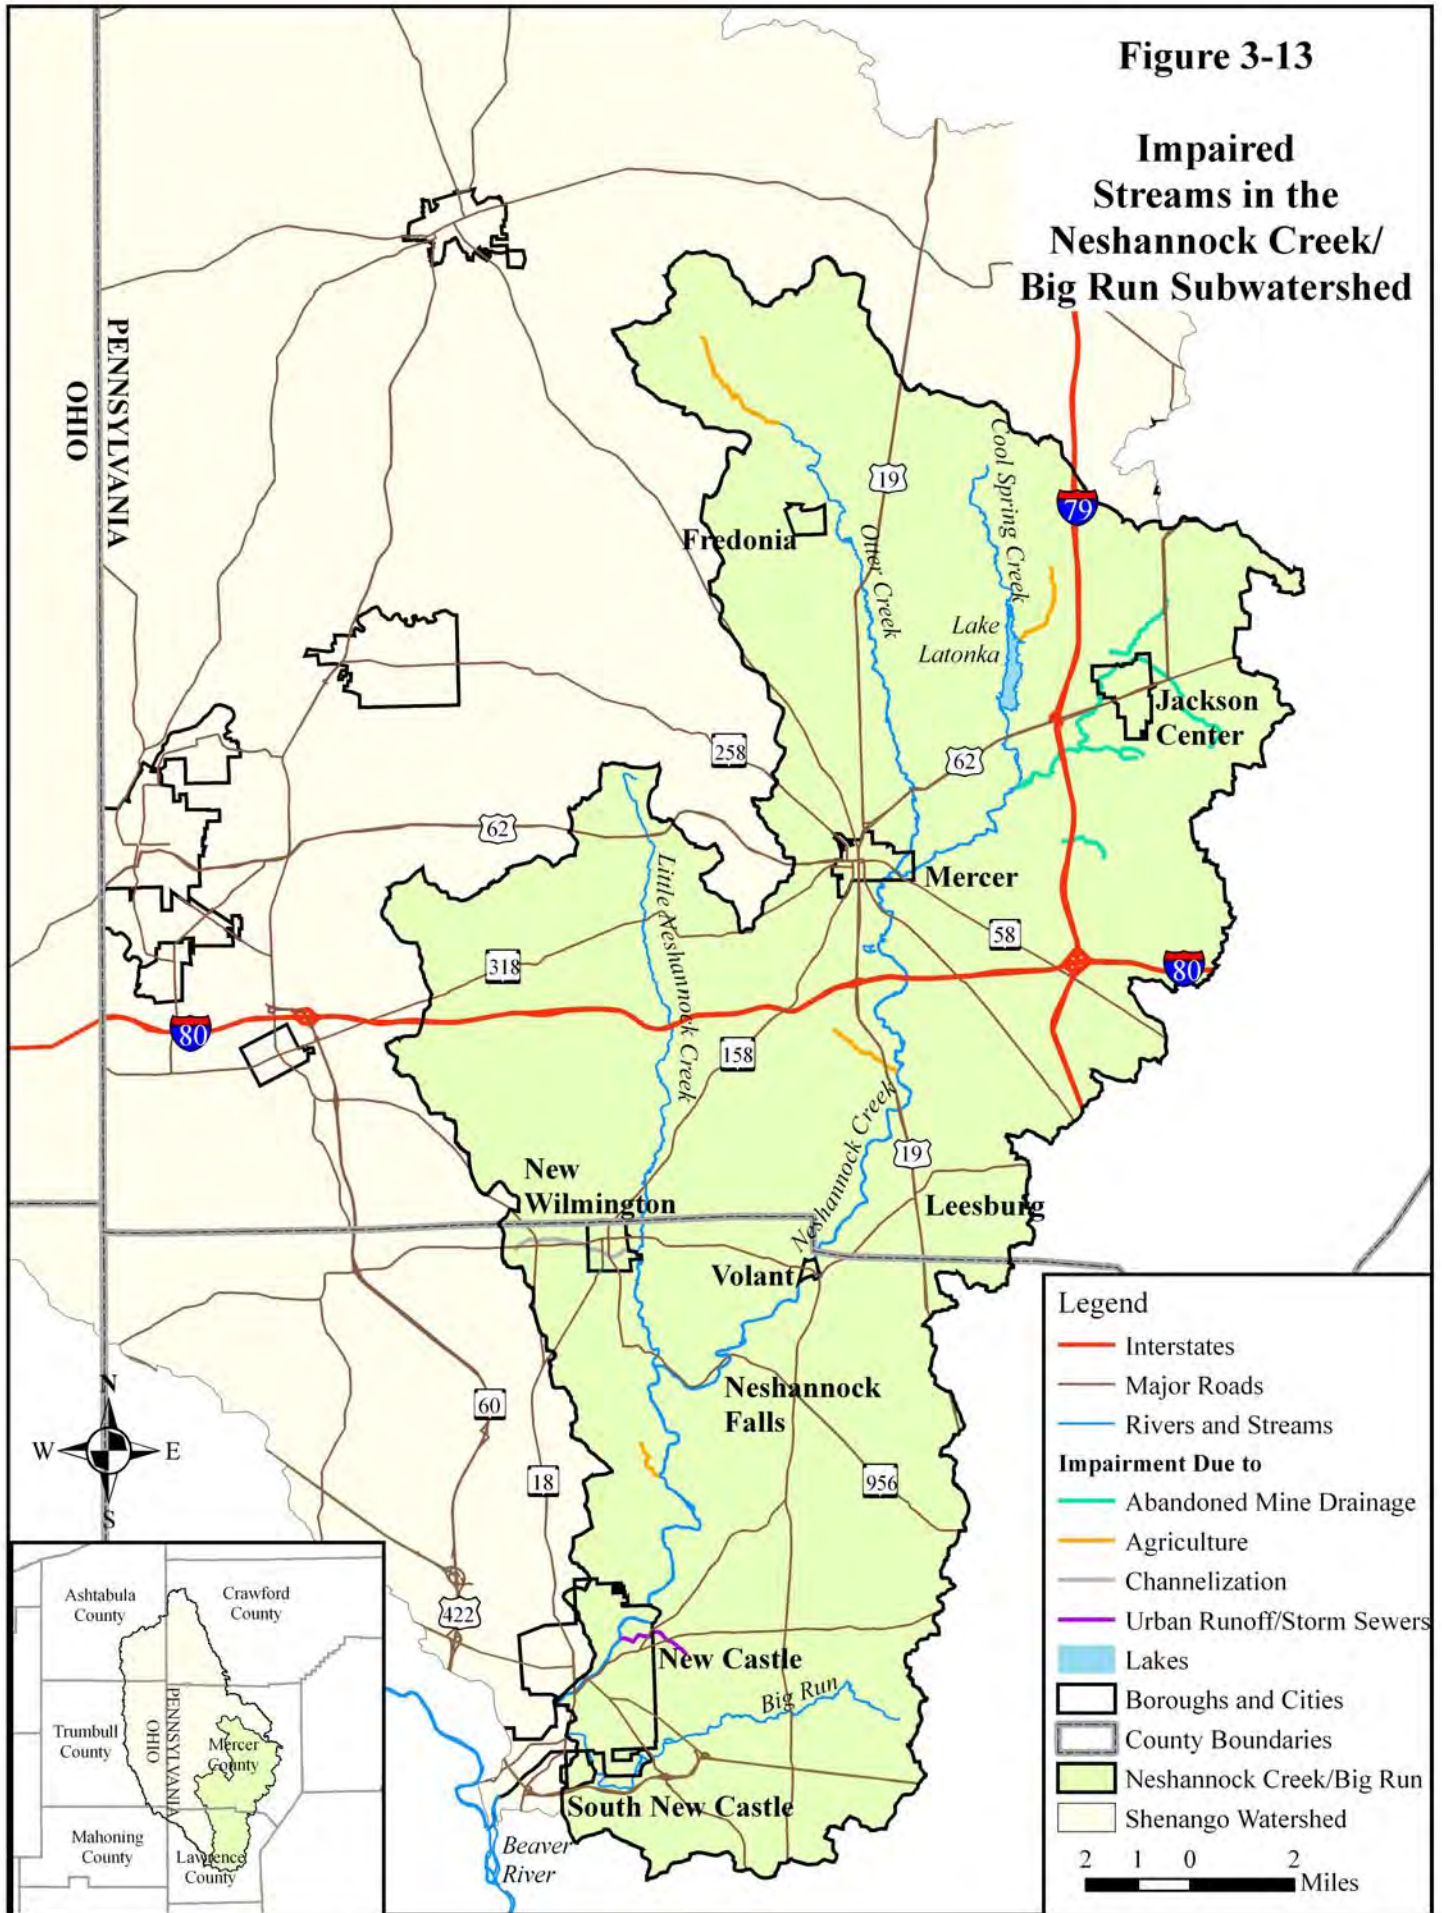 Figure 3-13
Impaired
Streams in the
Neshannock Creek/
Big Run Subwatershed
PENNSYLVANIA
OHIO
19
Cool Spring Creek
79
Fredonia
Otter Creek
Lake
Latonka
Jackson
Center
258
62
62
Little Neshannock Creek
Mercer
58
318
80
80
158
Neshannock Creek
19
New
Wilmington
Leesburg
Volant
Neshannock
Falls
60
18
956
422
New Castle
Big Run
South New Castle
Beaver
River
N
W
E
S
Ashtabula
County
Crawford
County
Trumbull
County
OHIO
PENNSYLVANIA
Mercer
County
Mahoning
County
Lawrence
County
Legend
Interstates
Major Roads
Rivers and Streams
Impairment Due to
Abandoned Mine Drainage
Agriculture
Channelization
Urban Runoff/Storm Sewers
Lakes
Boroughs and Cities
County Boundaries
Neshannock Creek/Big Run
Shenango Watershed
2 1 0 2
Miles